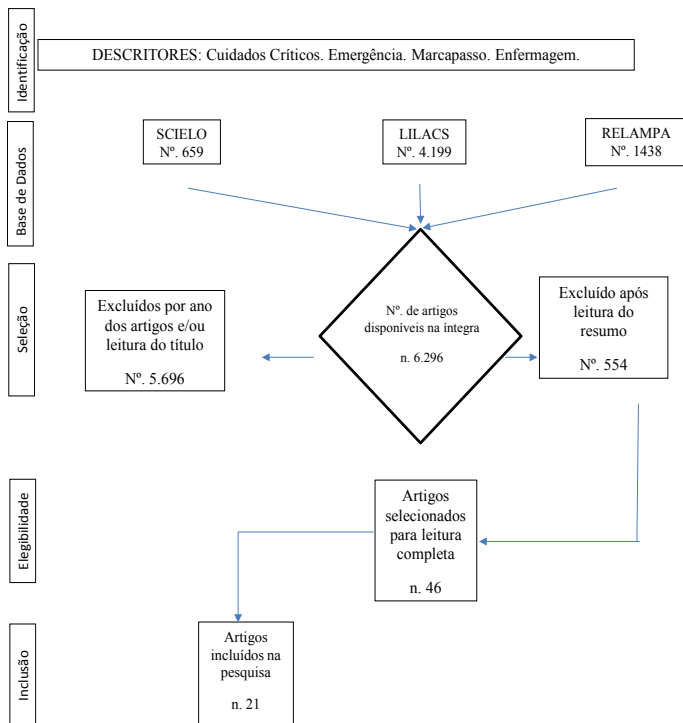 Identificação
DESCRITORES: Cuidados Críticos. Emergência. Marcapasso. Enfermagem.
Base de Dados
SCIELO
Nº. 659
LILACS
Nº. 4.199
RELAMPA
Nº. 1438
Seleção
Excluídos por ano
dos artigos e/ou
leitura do título
Nº. 5.696
Nº. de artigos
disponíveis na íntegra
n. 6.296
Excluído após
leitura do
resumo
Nº. 554
Elegibilidade
Artigos
selecionados
para leitura
completa
n. 46
Inclusão
Artigos
incluídos na
pesquisa
n. 21